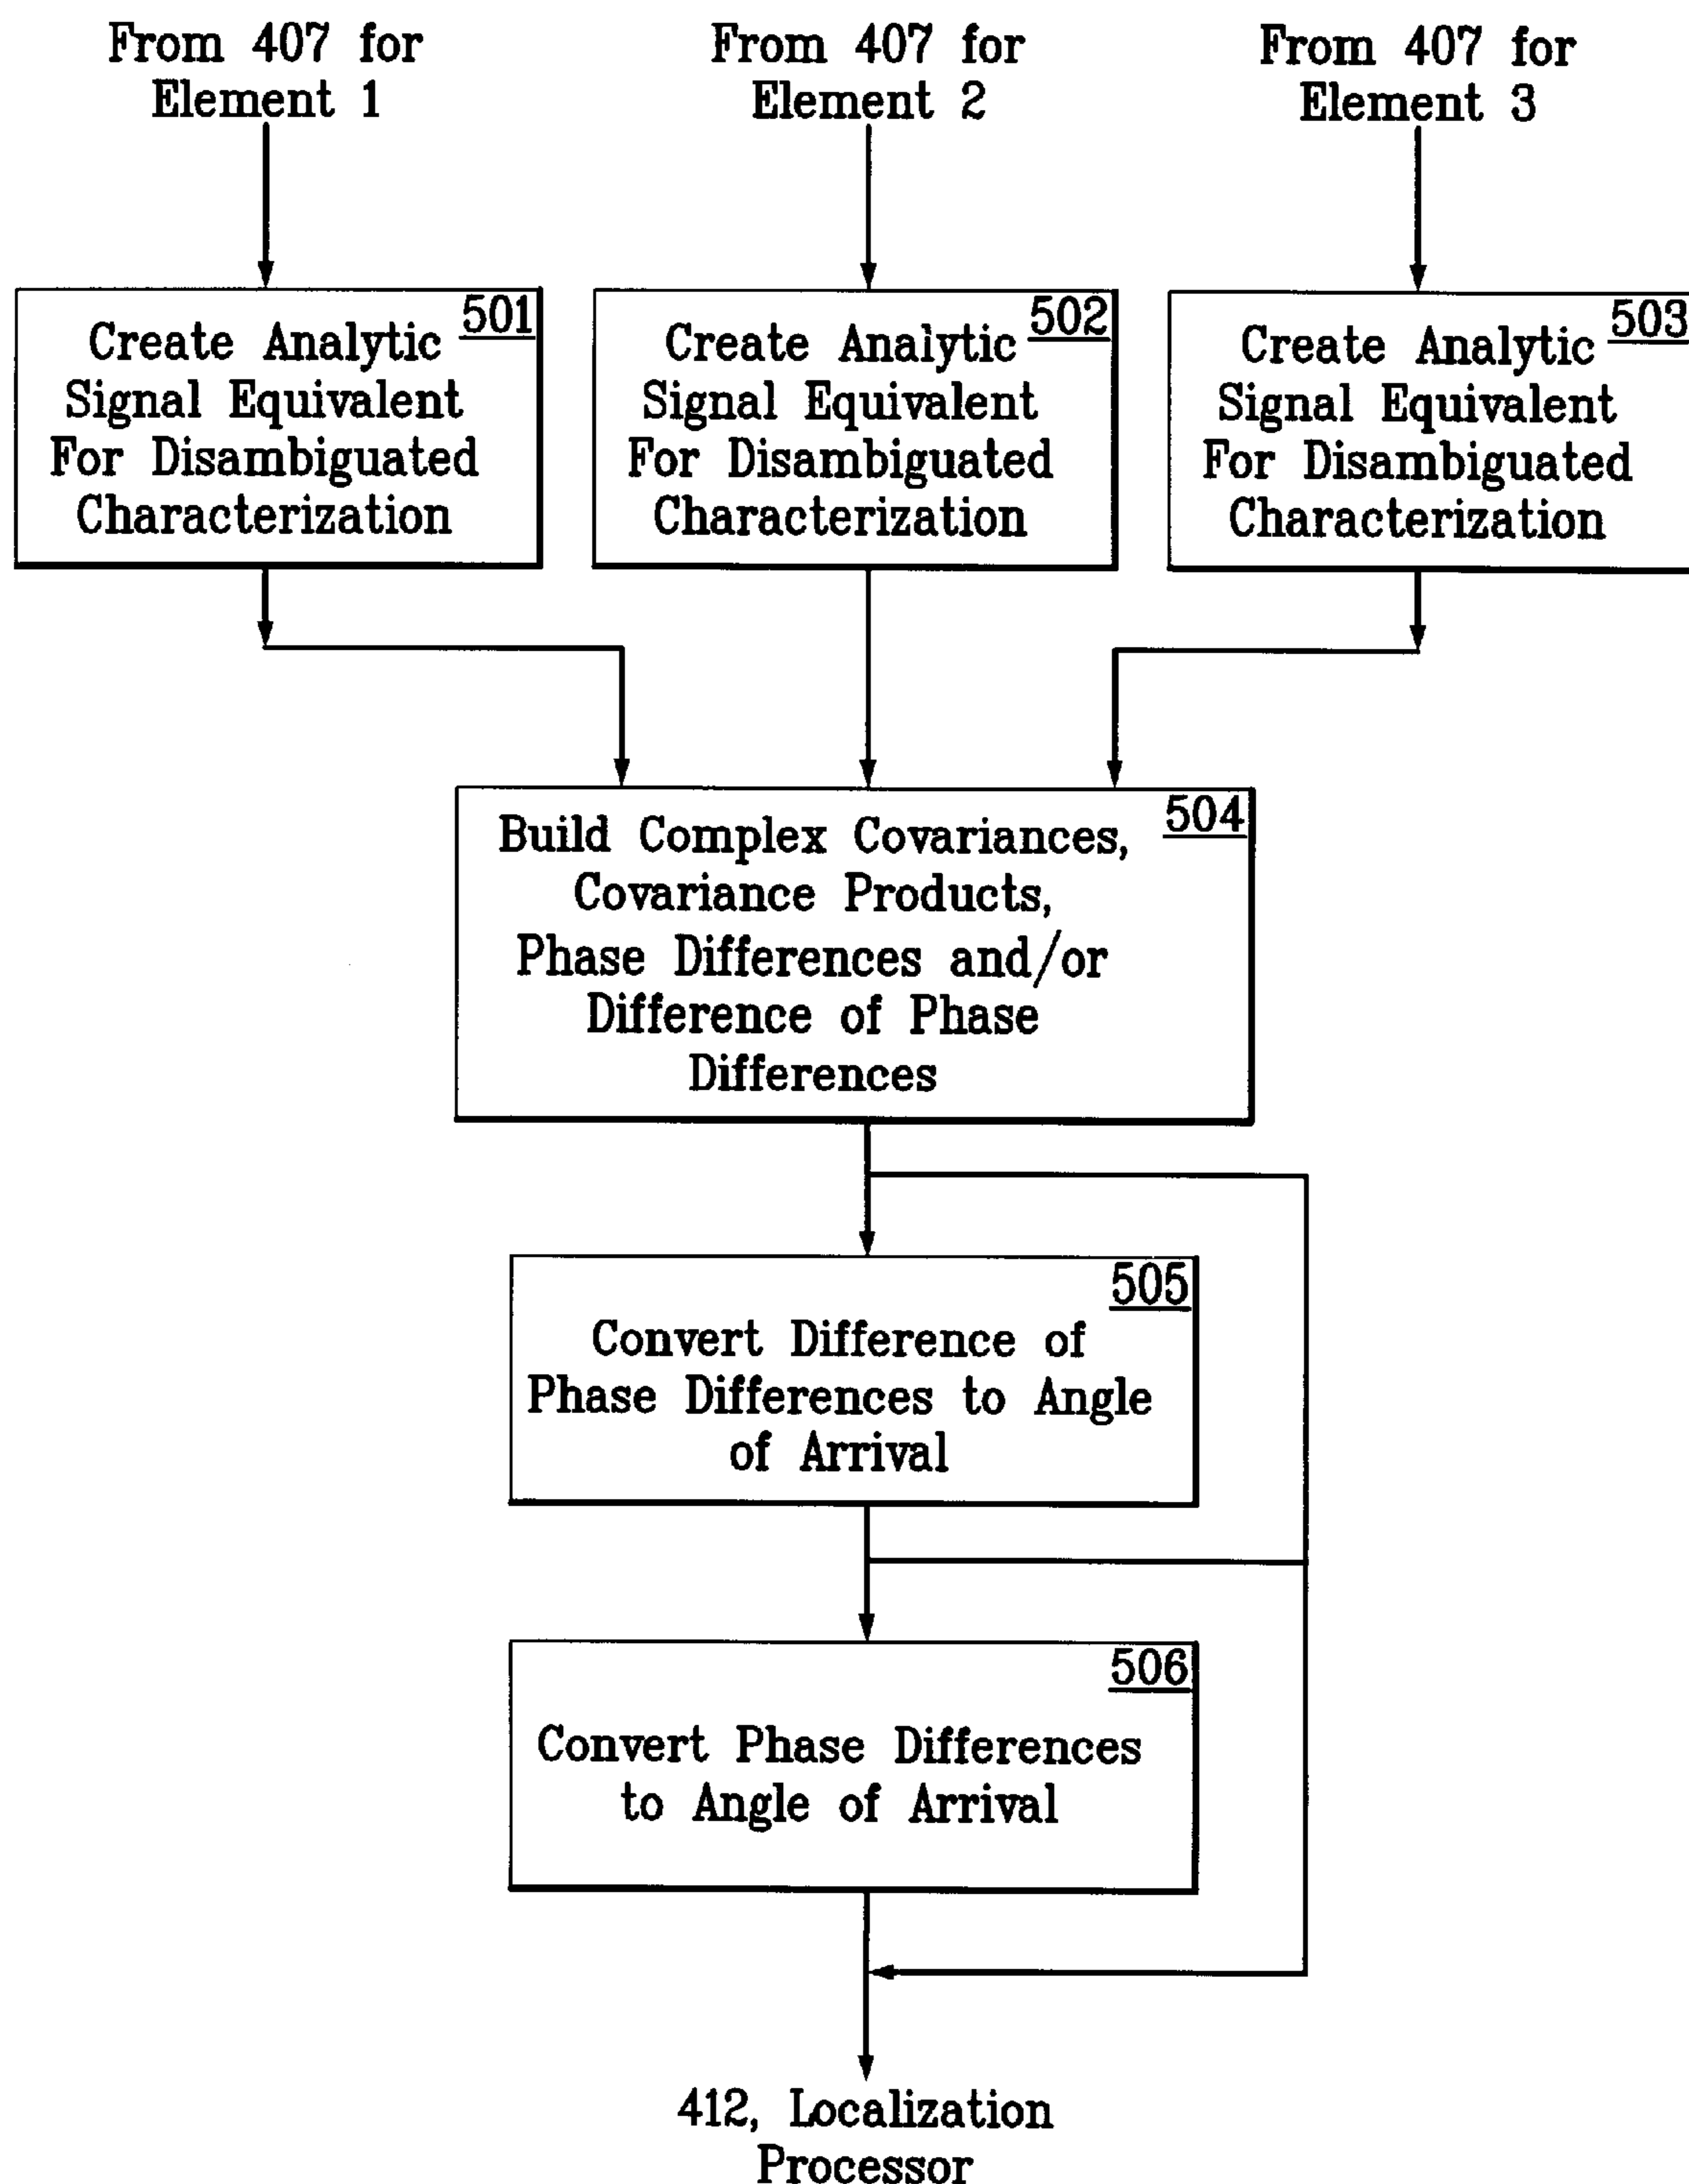 From 407 for
Element 1
From 407 for
Element 2
From 407 for
Element 3
501
Create Analytic
Signal Equivalent
For Disambiguated
Characterization
502
Create Analytic
Signal Equivalent
For Disambiguated
Characterization
503
Create Analytic
Signal Equivalent
For Disambiguated
Characterization
504
Build Complex Covariances,
Covariance Products,
Phase Differences and/or
Difference of Phase
Differences
505
Convert Difference of
Phase Differences to Angle
of Arrival
506
Convert Phase Differences
to Angle of Arrival
412, Localization
Processor